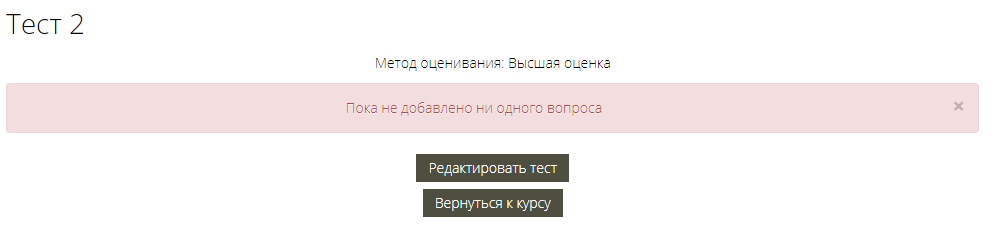 Тест 2
Метод оценивания: Высшая оценка
Пока не добавлено ни одного вопроса ×
Редактировать тест
Вернуться к курсу